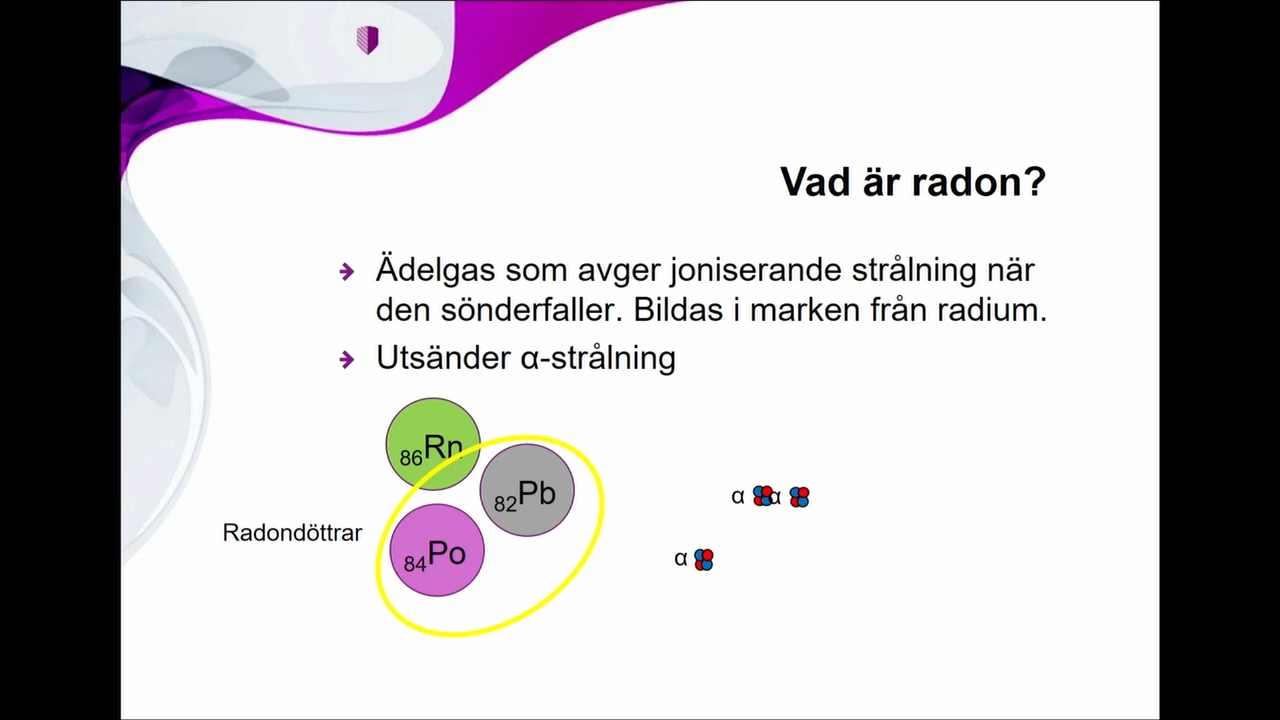 Vad är radon?
Ädelgas som avger joniserande strålning när
den sönderfaller. Bildas i marken från radium.
Utsänder α-strålning
86Rn
82Pb
α α
Radondöttrar
84Po
α